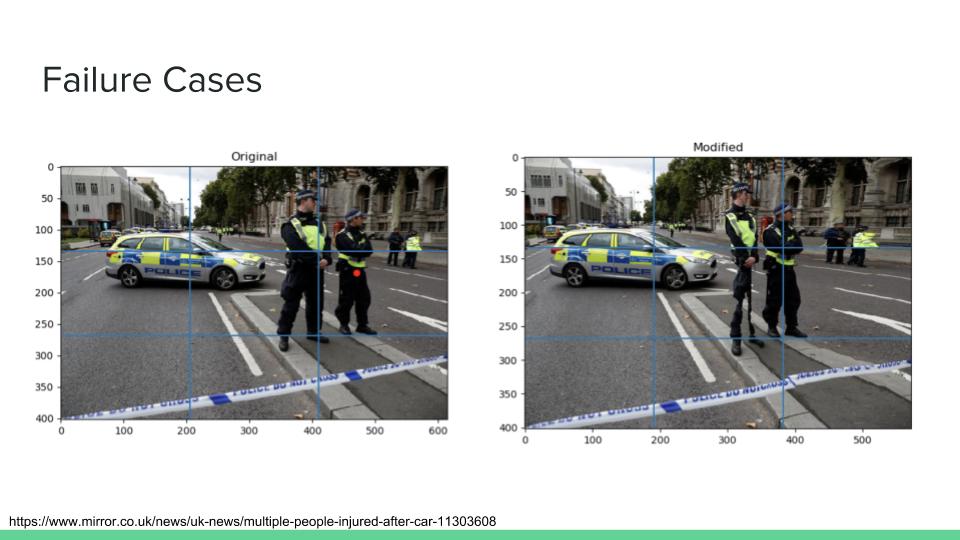 Failure Cases
Original
0
50
100
150
200
250
300
350
400
0 100 200 300 400 500 600
POLICE
POLICE DO NOT CROSS
Modified
0
50
100
150
200
250
300
350
400
0 100 200 300 400 500
POLICE
POLICE DO NOT CROSS
https://www.mirror.co.uk/news/uk-news/multiple-people-injured-after-car-11303608